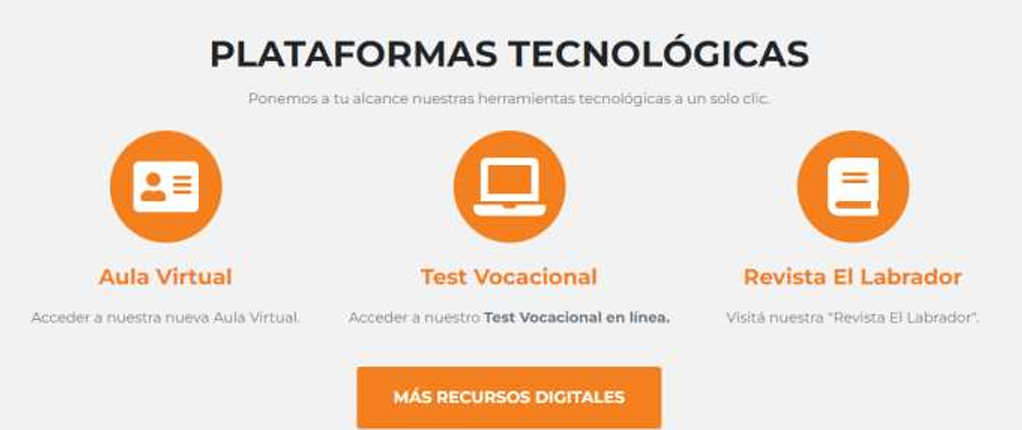 PLATAFORMAS TECNOLÓGICAS
Ponemos a tu alcance nuestras herramientas tecnológicas a un solo clic.
Aula Virtual
Acceder a nuestra nueva Aula Virtual.
Test Vocacional
Acceder a nuestro Test Vocacional en línea.
Revista El Labrador
Visitá nuestra "Revista El Labrador".
MÁS RECURSOS DIGITALES